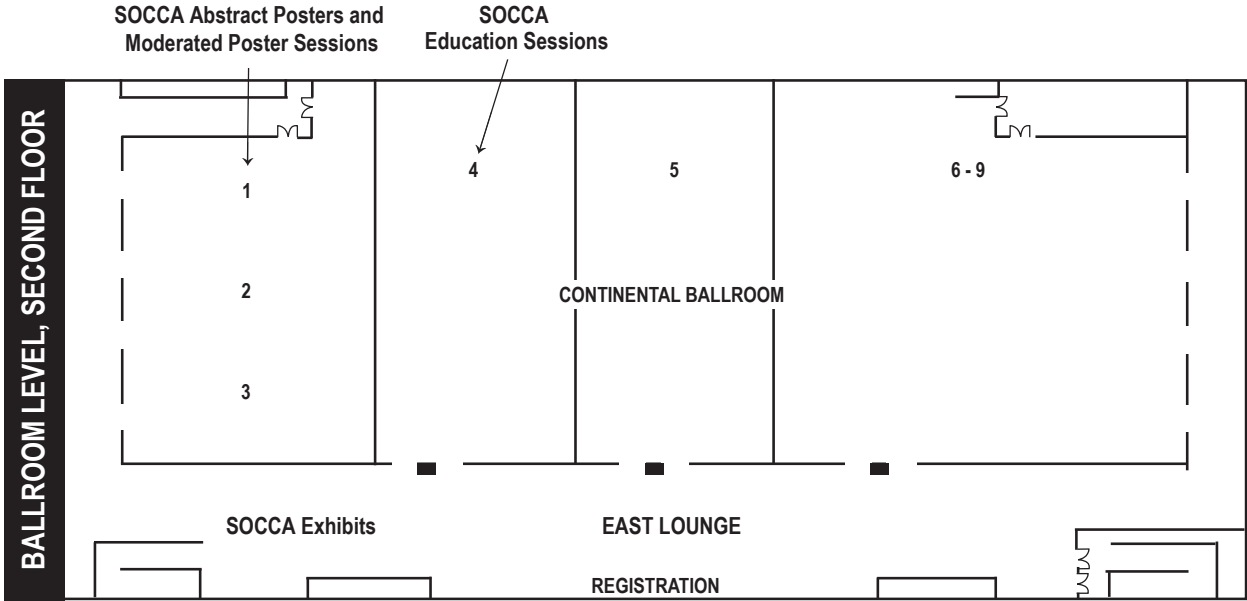 SOCCA Abstract Posters and
Moderated Poster Sessions
SOCCA
Education Sessions
BALLROOM LEVEL, SECOND FLOOR
1
4
5
6 - 9
2
CONTINENTAL BALLROOM
3
SOCCA Exhibits
EAST LOUNGE
REGISTRATION